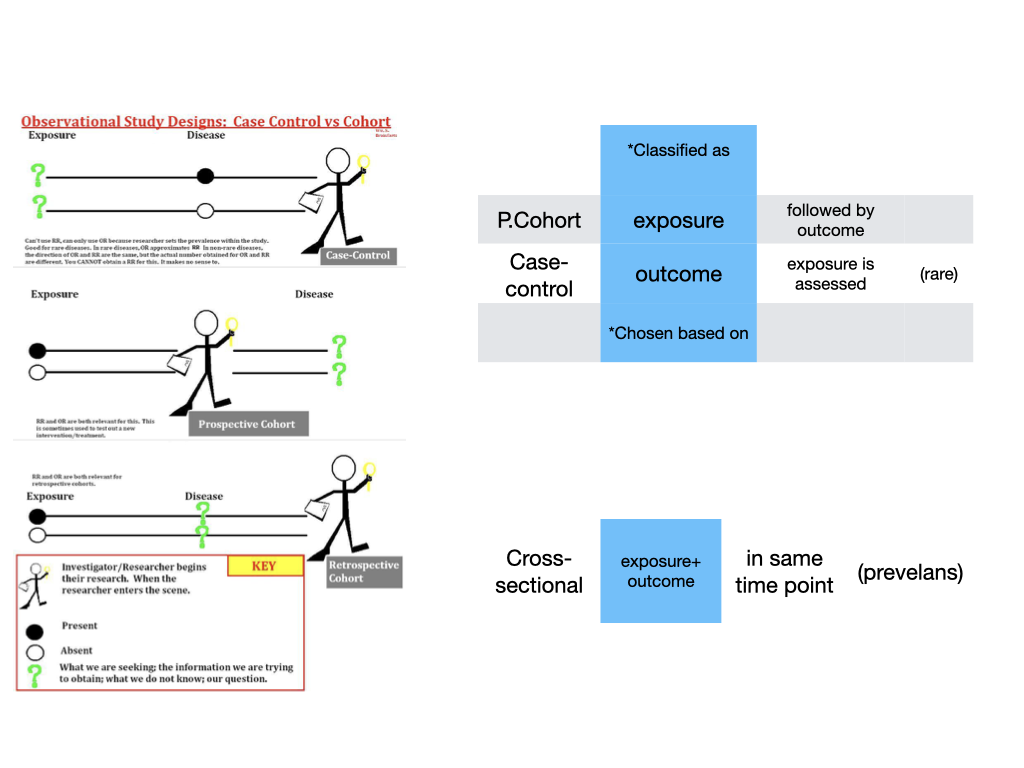 Observational Study Designs: Case Control vs Cohort
Exposure
Disease
?
?
Can't use RR, can only use OR because researcher sets the prevalence within the study.
Good for rare diseases. In rare diseases, OR approximates RR In non-rare diseases,
the direction of OR and RR are the same, but the actual number obtained for OR and RR
are different. You CANNOT obtain a RR for this. It makes no sense to.
Case-Control
Exposure
Disease
?
?
RR and OR are both relevant for this. This
is sometimes used to test out a new
intervention/treatment.
Prospective Cohort
RR and OR are both relevant for
retrospective cohorts.
Exposure
Disease
?
?
Retrospective
Cohort
KEY
Investigator/Researcher begins
their research. When the
researcher enters the scene.
Present
Absent
?
What we are seeking; the information we are trying
to obtain; what we do not know; our question.
*Classified as
P.Cohort
exposure
followed by
outcome
Case-
control
outcome
exposure is
assessed
(rare)
*Chosen based on
Cross-
sectional
exposure+
outcome
in same
time point
(prevelans)